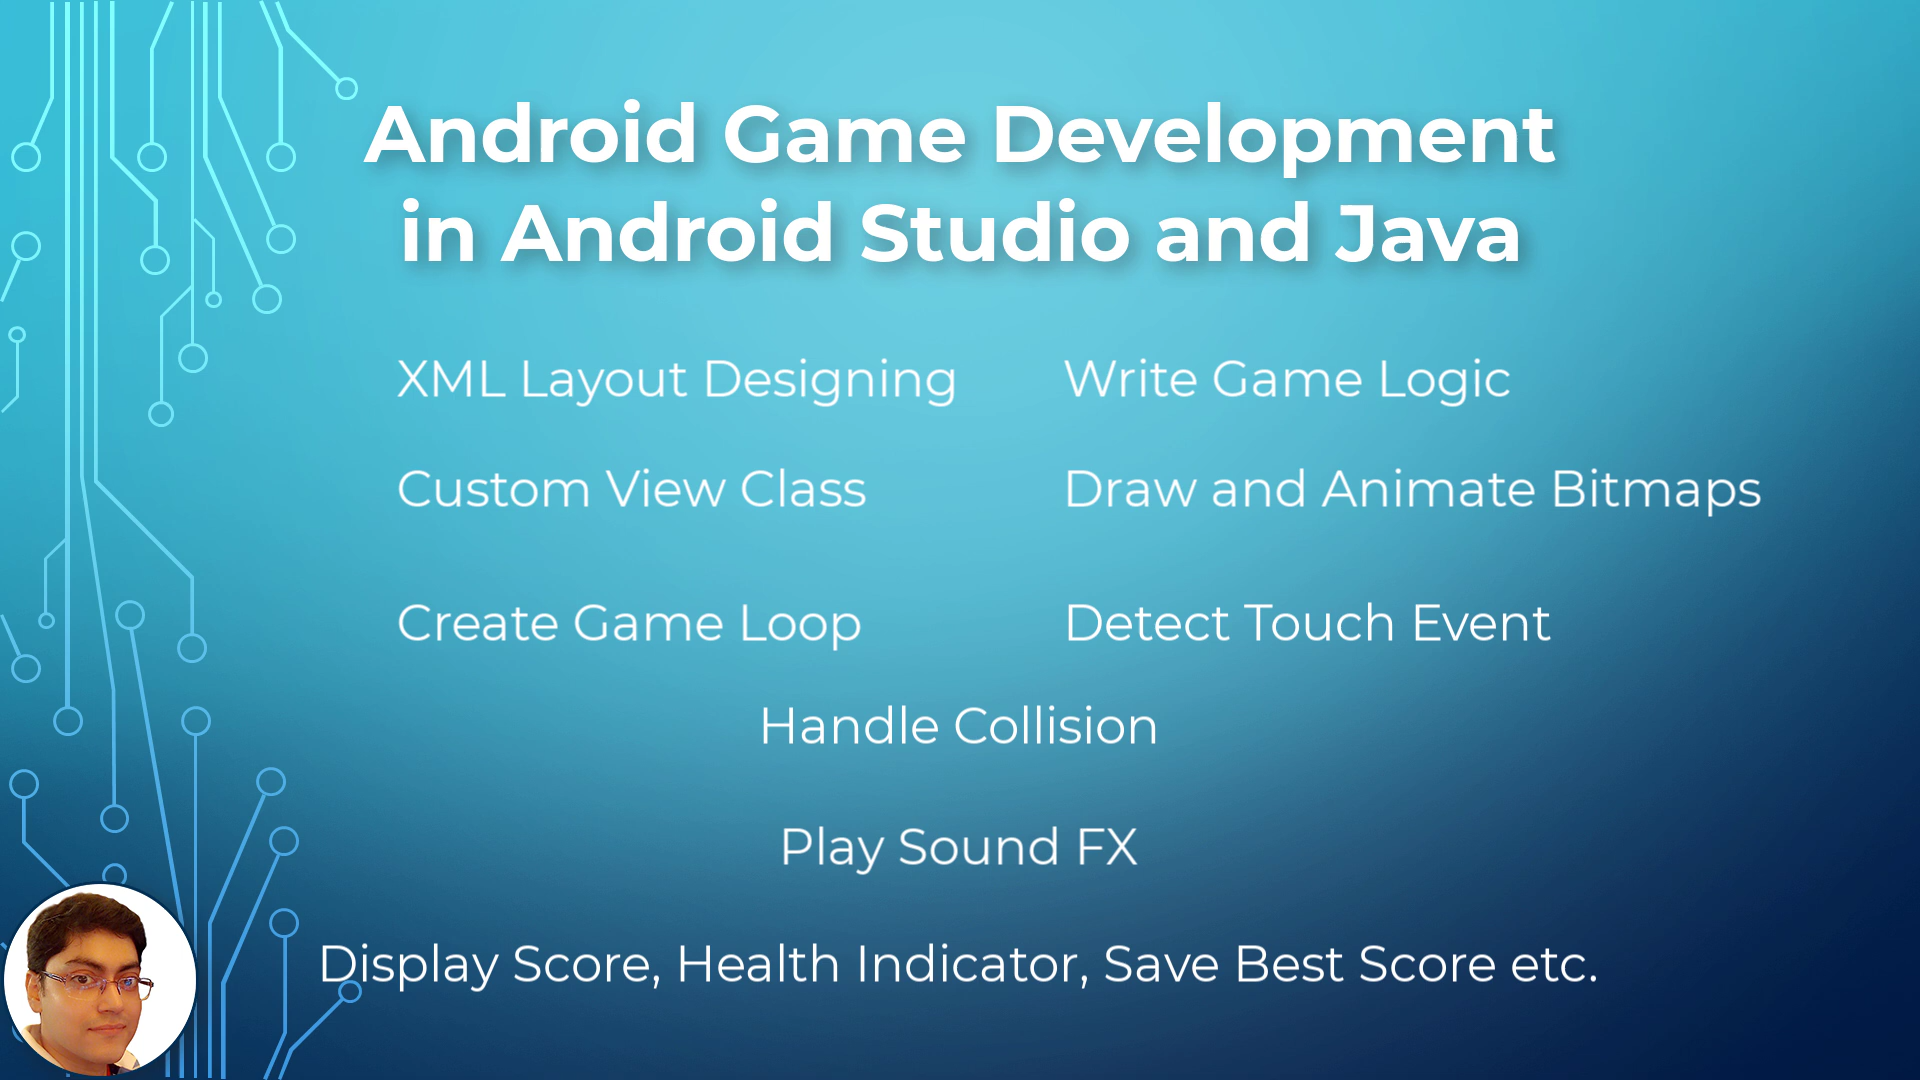 Android Game Development
in Android Studio and Java
XML Layout Designing
Write Game Logic
Custom View Class
Draw and Animate Bitmaps
Create Game Loop
Detect Touch Event
Handle Collision
Play Sound FX
Display Score, Health Indicator, Save Best Score etc.